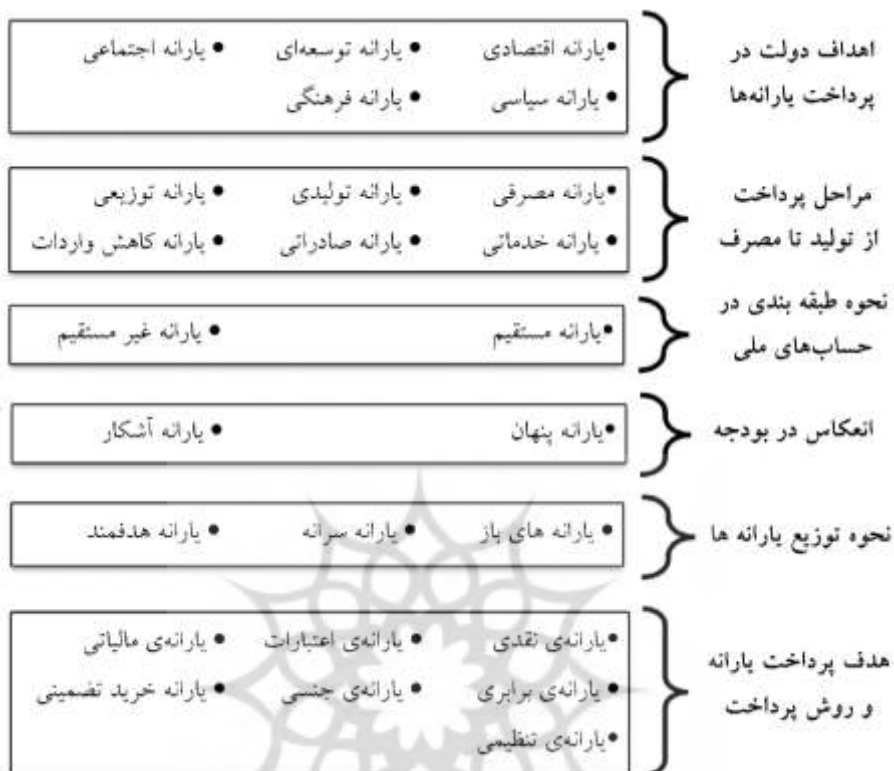 اهداف دولت در
پرداخت یارانه‌ها
•یارانه اقتصادی • یارانه توسعه‌ای • یارانه اجتماعی
• یارانه سیاسی • یارانه فرهنگی
مراحل پرداخت
از تولید تا مصرف
•یارانه مصرفی • یارانه تولیدی • یارانه توزیعی
• یارانه خدماتی • یارانه صادراتی • یارانه کاهش واردات
نحوه طبقه بندی در
حساب‌های ملی
•یارانه مستقیم • یارانه غیر مستقیم
انعکاس در بودجه
•یارانه پنهان • یارانه آشکار
نحوه توزیع یارانه ها
• یارانه های باز • یارانه سرانه • یارانه هدفمند
هدف پرداخت یارانه
و روش پرداخت
•یارانه‌ی نقدی • یارانه‌ی اعتبارات • یارانه‌ی مالیاتی
• یارانه‌ی برابری • یارانه‌ی جنسی • یارانه خرید تضمینی
•یارانه‌ی تنظیمی